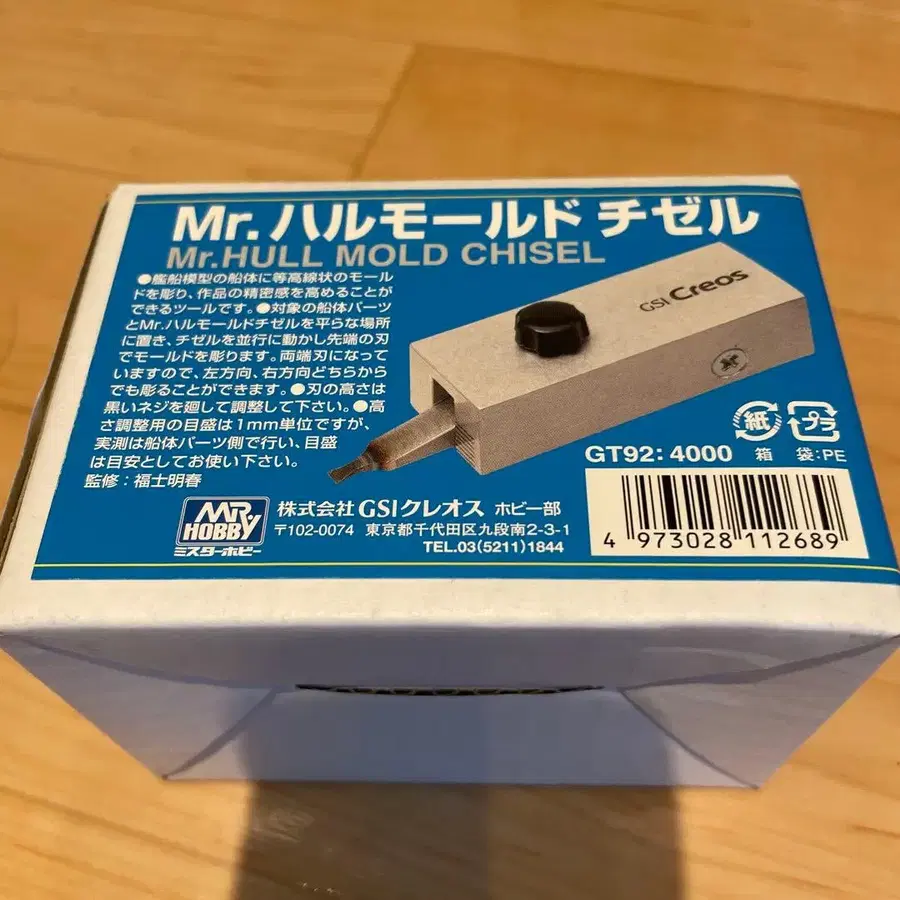 Mr.ハルモールド チゼル
Mr.HULL MOLD CHISEL
●艦船模型の船体に等高線状のモール
ドを彫り、作品の精密感を高めることが
できるツールです。●対象の船体パーツ
とMr.ハルモールドチゼルを平らな場所
に置き、チゼルを並行に動かし先端の刃
でモールドを彫ります。両端刃になって
いますので、左方向、右方向どちらから
でも彫ることができます。●刃の高さは
黒いネジを廻して調整して下さい。●高
さ調整用の目盛は1mm単位ですが、
実測は船体パーツ側で行い、目盛
は目安としてお使い下さい。
監修：福士明春
GSI Creos
紙
プラ
GT92：4000 箱 袋：PE
MR.
HOBBY
ミスターホビー
株式会社 GSIクレオス ホビー部
〒102-0074 東京都千代田区九段南2-3-1
TEL.03(5211)1844
4 973028 112689